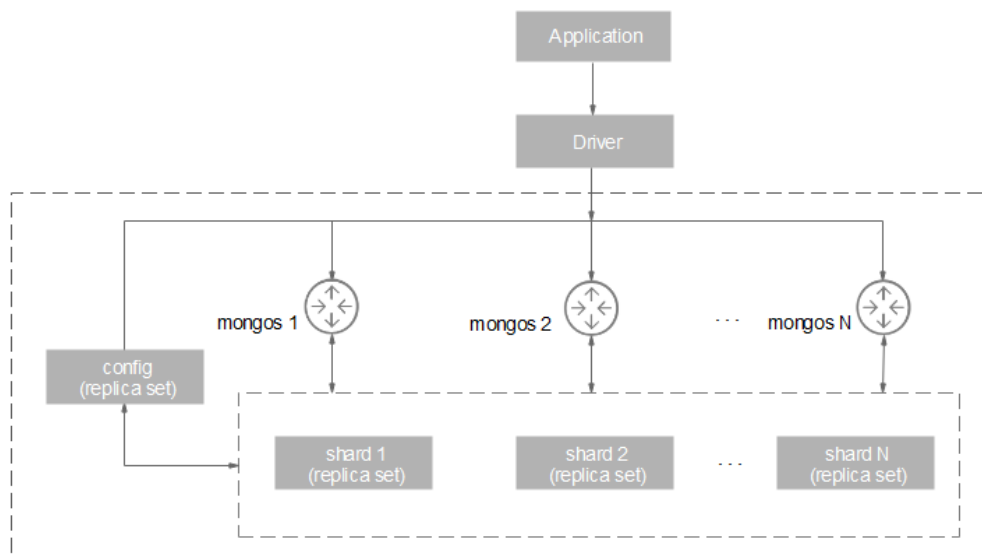 Application
Driver
mongos 1
mongos 2
. . .
mongos N
config
(replica set)
shard 1
(replica set)
shard 2
(replica set)
. . .
shard N
(replica set)